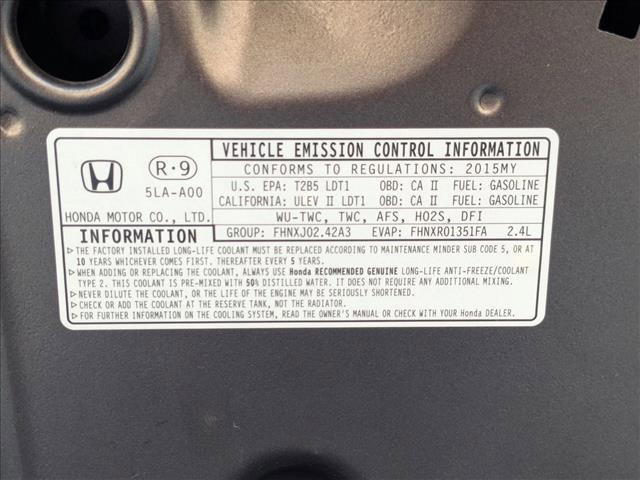 R·9
5LA-A00
HONDA MOTOR CO., LTD.
VEHICLE EMISSION CONTROL INFORMATION
CONFORMS TO REGULATIONS: 2015MY
U.S. EPA: T2B5 LDT1 OBD: CA II FUEL: GASOLINE
CALIFORNIA: ULEV II LDT1 OBD: CA II FUEL: GASOLINE
WU-TWC, TWC, AFS, HO2S, DFI
GROUP: FHNXJ02.42A3 EVAP: FHNXR01351FA 2.4L
INFORMATION
▷THE FACTORY INSTALLED LONG-LIFE COOLANT MUST BE REPLACED ACCORDING TO MAINTENANCE MINDER SUB CODE 5, OR AT
10 YEARS WHICHEVER COMES FIRST. THEREAFTER EVERY 5 YEARS.
▷WHEN ADDING OR REPLACING THE COOLANT, ALWAYS USE Honda RECOMMENDED GENUINE LONG-LIFE ANTI-FREEZE/COOLANT
TYPE 2. THIS COOLANT IS PRE-MIXED WITH 50% DISTILLED WATER. IT DOES NOT REQUIRE ANY ADDITIONAL MIXING.
▷NEVER DILUTE THE COOLANT, OR THE LIFE OF THE ENGINE MAY BE SERIOUSLY SHORTENED.
▷CHECK OR ADD THE COOLANT AT THE RESERVE TANK, NOT THE RADIATOR.
▷FOR FURTHER INFORMATION ON THE COOLING SYSTEM, READ THE OWNER'S MANUAL OR CHECK WITH YOUR Honda DEALER.